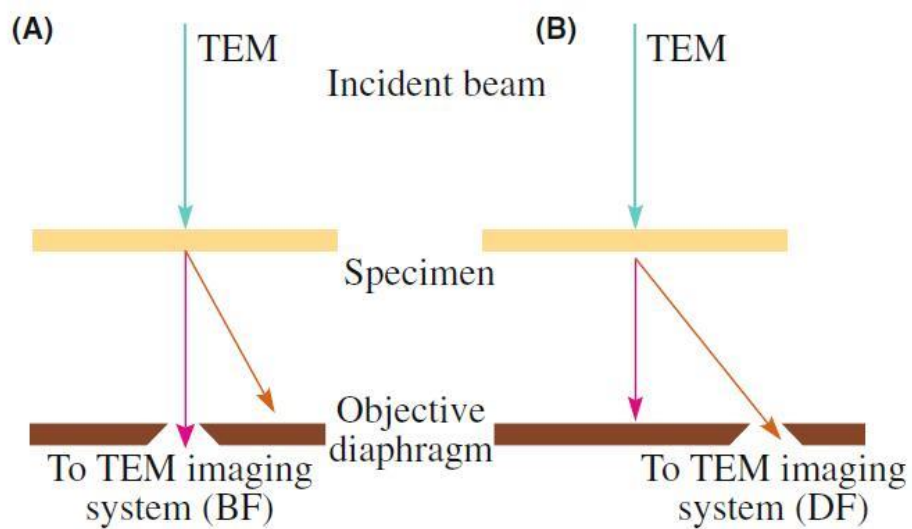 (A)
TEM
Incident beam
(B)
TEM
Specimen
Objective
diaphragm
To TEM imaging
system (BF)
To TEM imaging
system (DF)